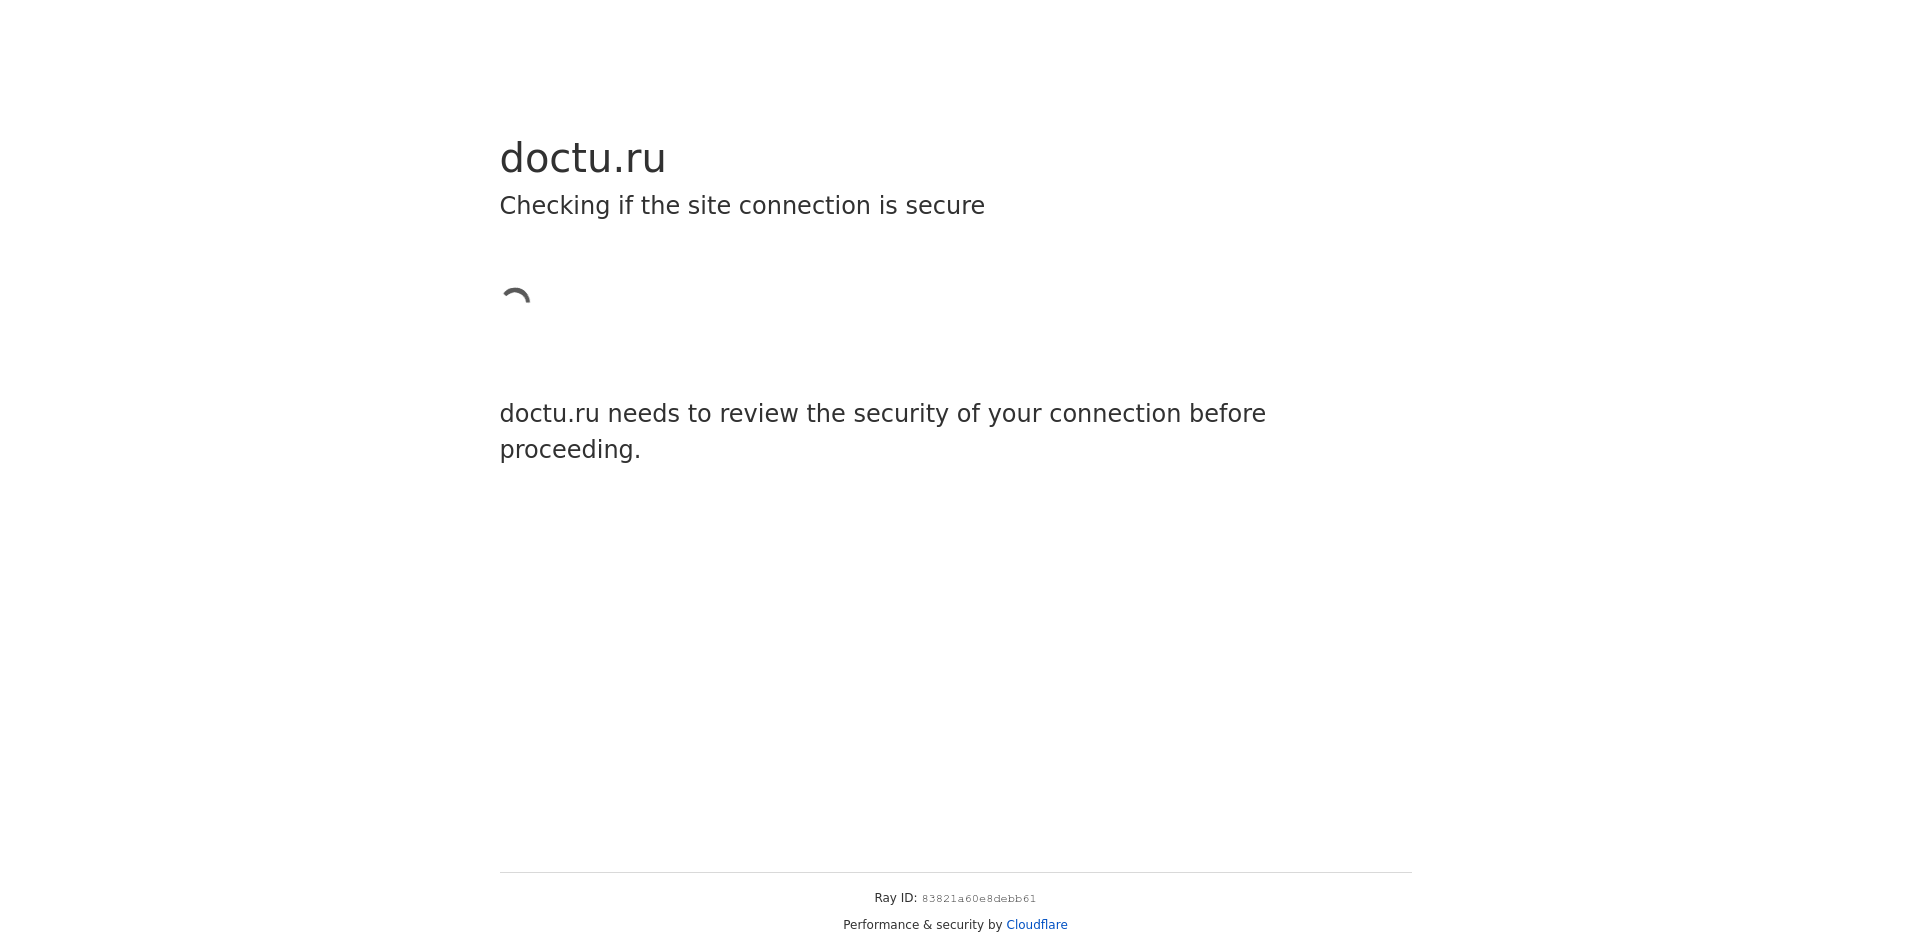 doctu.ru
Checking if the site connection is secure
doctu.ru needs to review the security of your connection before
proceeding.
Ray ID: 83821a60e8debb61
Performance & security by Cloudflare